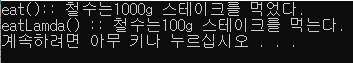 eat():: 철수는1000g 스테이크를 먹었다.
eatLamda() :: 철수는100g 스테이크를 먹는다.
계속하려면 아무 키나 누르십시오 . . .